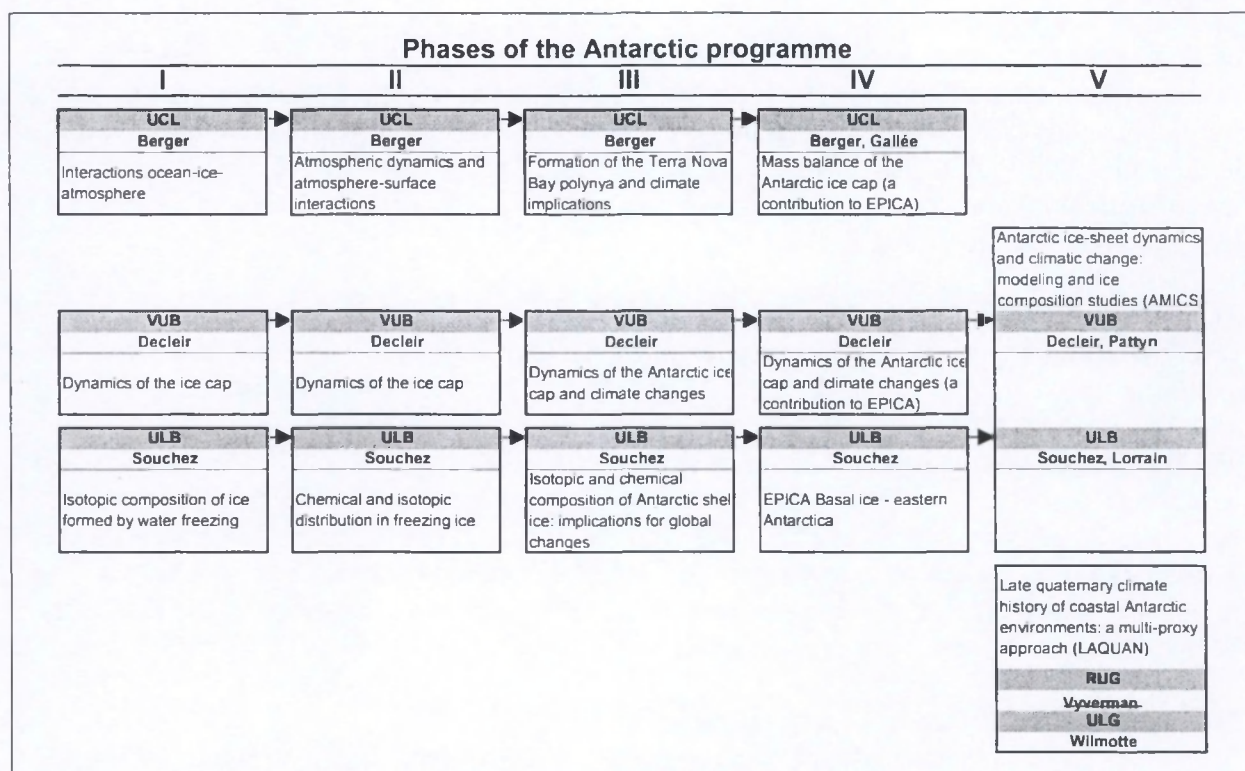 Phases of the Antarctic programme
I II III IV V
UCL
Berger
Interactions ocean-ice-
atmosphere
UCL
Berger
Atmospheric dynamics and
atmosphere-surface
interactions
UCL
Berger
Formation of the Terra Nova
Bay polynya and climate
implications
UCL
Berger, Gallée
Mass balance of the
Antarctic ice cap (a
contribution to EPICA)
Antarctic ice-sheet dynamics
and climatic change:
modeling and ice
composition studies (AMICS
VUB
Decleir
Dynamics of the ice cap
VUB
Decleir
Dynamics of the ice cap
VUB
Decleir
Dynamics of the Antarctic ice
cap and climate changes
VUB
Decleir
Dynamics of the Antarctic ice
cap and climate changes (a
contribution to EPICA)
VUB
Decleir, Pattyn
ULB
Souchez
Isotopic composition of ice
formed by water freezing
ULB
Souchez
Chemical and isotopic
distribution in freezing ice
ULB
Souchez
Isotopic and chemical
composition of Antarctic shel
ice: implications for global
changes
ULB
Souchez
EPICA Basal ice - eastern
Antarctica
ULB
Souchez, Lorrain
Late quaternary climate
history of coastal Antarctic
environments: a multi-proxy
approach (LAQUAN)
RUG
Vyverman
ULG
Wilmotte